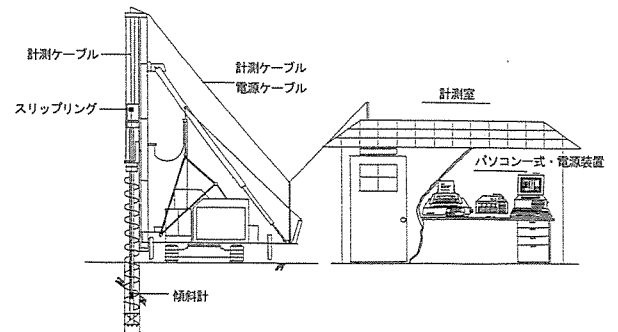 計測ケーブル
スリップリング
計測ケーブル
電源ケーブル
計測室
パソコン一式・電源装置
傾斜計